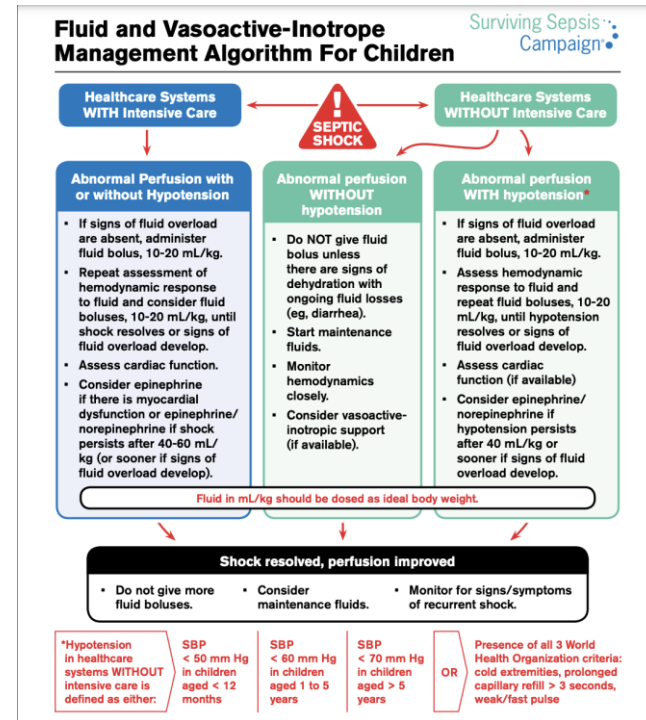 Fluid and Vasoactive-Inotrope
Management Algorithm For Children
Surviving Sepsis
Campaign
Healthcare Systems
WITH Intensive Care
!
SEPTIC
SHOCK
Healthcare Systems
WITHOUT Intensive Care
Abnormal Perfusion with
or without Hypotension
• If signs of fluid overload
are absent, administer
fluid bolus, 10-20 mL/kg.
• Repeat assessment of
hemodynamic response
to fluid and consider fluid
boluses, 10-20 mL/kg, until
shock resolves or signs of
fluid overload develop.
• Assess cardiac function.
• Consider epinephrine
if there is myocardial
dysfunction or epinephrine/
norepinephrine if shock
persists after 40-60 mL/
kg (or sooner if signs of
fluid overload develop).
Abnormal perfusion
WITHOUT
hypotension
• Do NOT give fluid
bolus unless
there are signs of
dehydration with
ongoing fluid losses
(eg, diarrhea).
• Start maintenance
fluids.
• Monitor
hemodynamics
closely.
• Consider vasoactive-
inotropic support
(if available).
Abnormal perfusion
WITH hypotension*
• If signs of fluid overload
are absent, administer
fluid bolus, 10-20 mL/kg.
• Assess hemodynamic
response to fluid and
repeat fluid boluses, 10-20
mL/kg, until hypotension
resolves or signs of
fluid overload develop.
• Assess cardiac
function (if available)
• Consider epinephrine/
norepinephrine if
hypotension persists
after 40 mL/kg or
sooner if signs of fluid
overload develop.
Fluid in mL/kg should be dosed as ideal body weight.
Shock resolved, perfusion improved
• Do not give more
fluid boluses.
• Consider
maintenance fluids.
• Monitor for signs/symptoms
of recurrent shock.
*Hypotension
in healthcare
systems WITHOUT
intensive care is
defined as either:
SBP
< 50 mm Hg
in children
aged < 12
months
SBP
< 60 mm Hg
in children
aged 1 to 5
years
SBP
< 70 mm Hg
in children
aged > 5
years
OR
Presence of all 3 World
Health Organization criteria:
cold extremities, prolonged
capillary refill > 3 seconds,
weak/fast pulse